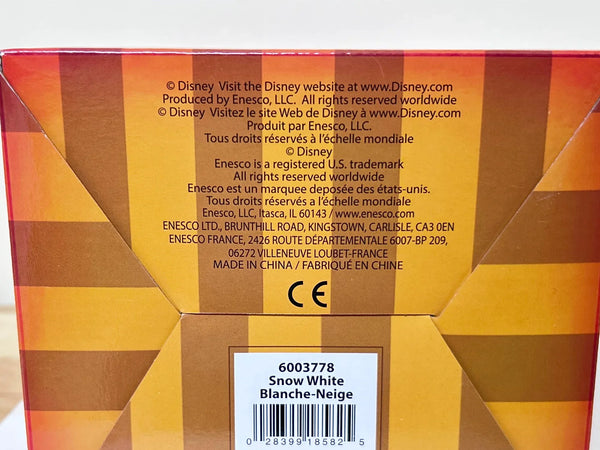 © Disney Visit the Disney website at www.Disney.com
Produced by Enesco, LLC. All rights reserved worldwide
© Disney Visitez le site Web de Disney à www.Disney.com
Produit par Enesco, LLC.
Tous droits réservés à l'échelle mondiale
© Disney
Enesco is a registered U.S. trademark
All rights reserved worldwide
Enesco est un marquee deposée des états-unis.
Tous droits réservés a l'échelle mondiale
Enesco, LLC, Itasca, IL 60143 / www.enesco.com
ENESCO LTD., BRUNTHILL ROAD, KINGSTOWN, CARLISLE, CA3 0EN
ENESCO FRANCE, 2426 ROUTE DÉPARTEMENTALE 6007-BP 209,
06272 VILLENEUVE LOUBET-FRANCE
MADE IN CHINA / FABRIQUÉ EN CHINE
CE
6003778
Snow White
Blanche-Neige
0 28399 18582 5